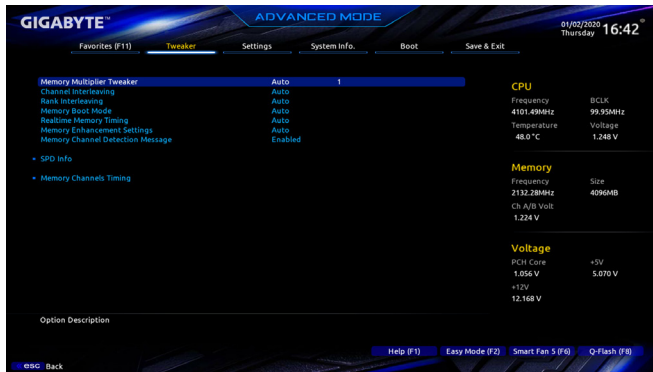 GIGABYTE™
ADVANCED MODE
01/02/2020
Thursday
16:42
Favorites (F11) Tweaker Settings System Info. Boot Save & Exit
Memory Multiplier Tweaker Auto 1
Channel Interleaving Auto
Rank Interleaving Auto
Memory Boot Mode Auto
Realtime Memory Timing Auto
Memory Enhancement Settings Auto
Memory Channel Detection Message Enabled
SPD Info
Memory Channels Timing
CPU
Frequency BCLK
4101.49MHz 99.95MHz
Temperature Voltage
48.0 °C 1.248 V
Memory
Frequency Size
2132.28MHz 4096MB
Ch A/B Volt
1.224 V
Voltage
PCH Core +5V
1.056 V 5.070 V
+12V
12.168 V
Option Description
Help (F1) Easy Mode (F2) Smart Fan 5 (F6) Q-Flash (F8)
esc Back